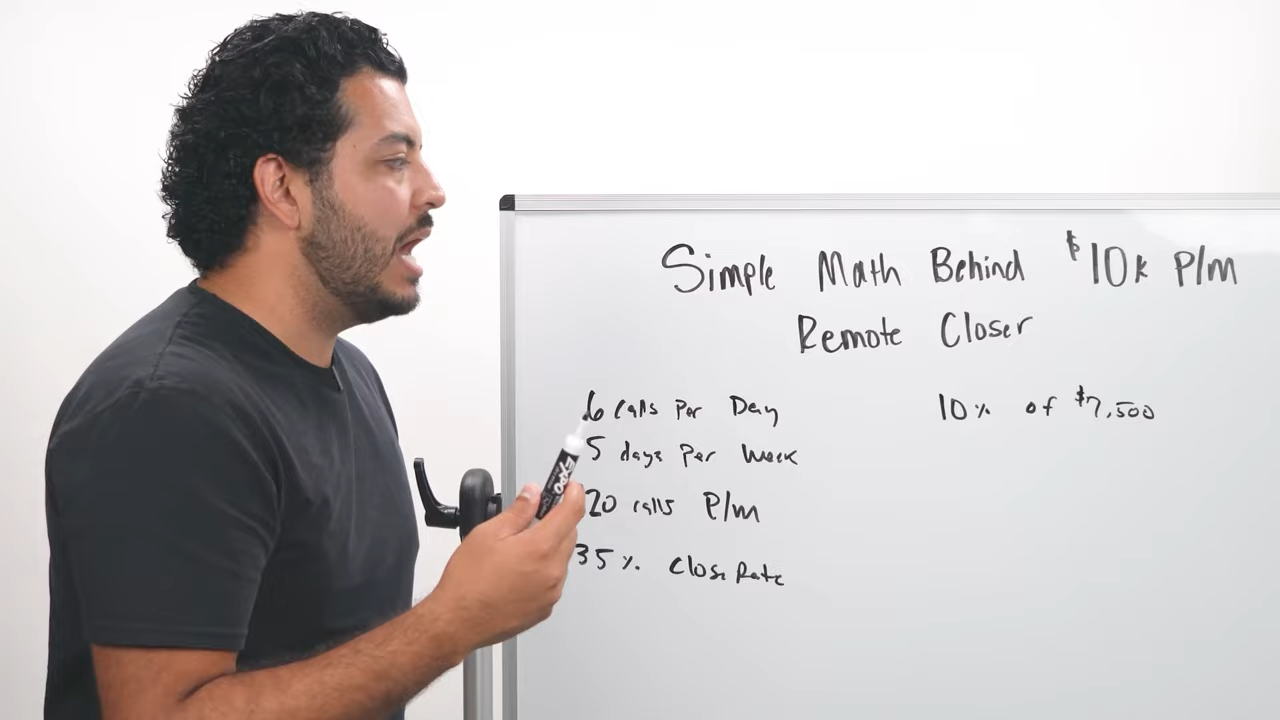 Simple Math Behind $10k P/m
Remote Closer
6 calls Per Day
5 days Per Week
20 calls P/m
35% Close Rate
10% of $7,500
EXPO